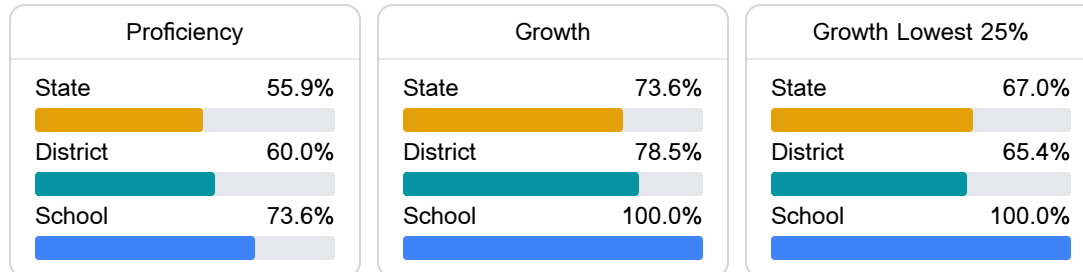 Proficiency
State 55.9%
District 60.0%
School 73.6%
Growth
State 73.6%
District 78.5%
School 100.0%
Growth Lowest 25%
State 67.0%
District 65.4%
School 100.0%